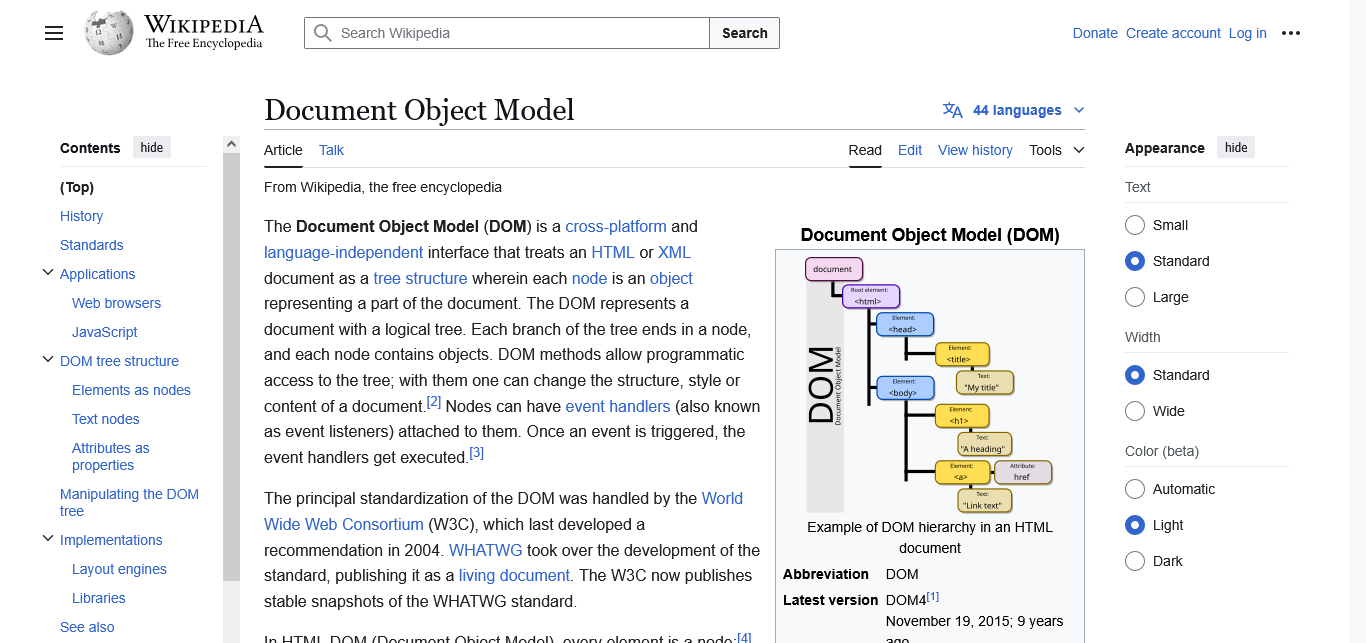 WIKIPEDIA
The Free Encyclopedia
Search Wikipedia
Search
Donate Create account Log in
Contents hide
(Top)
History
Standards
Applications
Web browsers
JavaScript
DOM tree structure
Elements as nodes
Text nodes
Attributes as
properties
Manipulating the DOM
tree
Implementations
Layout engines
Libraries
See also
Document Object Model
44 languages
Article Talk
Read Edit View history Tools
From Wikipedia, the free encyclopedia
The Document Object Model (DOM) is a cross-platform and
language-independent interface that treats an HTML or XML
document as a tree structure wherein each node is an object
representing a part of the document. The DOM represents a
document with a logical tree. Each branch of the tree ends in a node,
and each node contains objects. DOM methods allow programmatic
access to the tree; with them one can change the structure, style or
content of a document.[2] Nodes can have event handlers (also known
as event listeners) attached to them. Once an event is triggered, the
event handlers get executed.[3]
The principal standardization of the DOM was handled by the World
Wide Web Consortium (W3C), which last developed a
recommendation in 2004. WHATWG took over the development of the
standard, publishing it as a living document. The W3C now publishes
stable snapshots of the WHATWG standard.
In HTML DOM (Document Object Model), every element is a node:[4]
Document Object Model (DOM)
document
Root element:
<html>
Element:
<head>
Element:
<title>
Text:
"My title"
Element:
<body>
Element:
<h1>
Text:
"A heading"
Element:
<a>
Attribute:
href
Text:
"Link text"
DOM
Document Object Model
Example of DOM hierarchy in an HTML
document
Abbreviation DOM
Latest version DOM4[1]
November 19, 2015; 9 years
ago
Appearance hide
Text
Small
Standard
Large
Width
Standard
Wide
Color (beta)
Automatic
Light
Dark